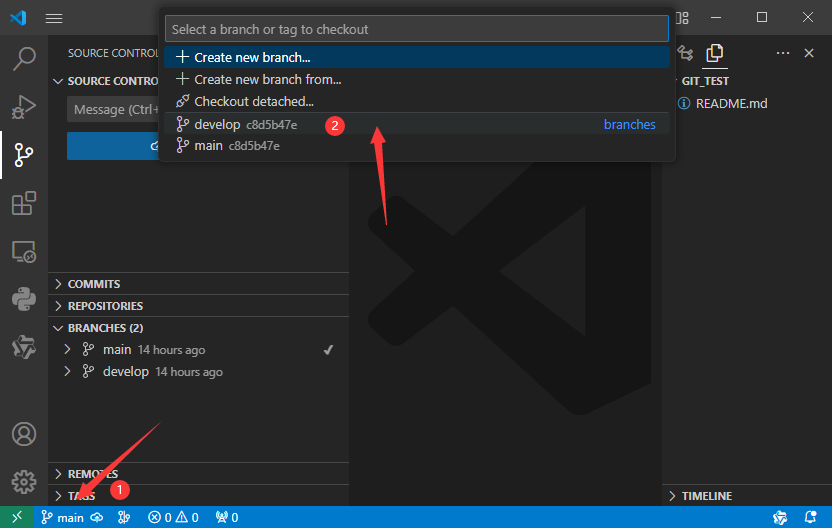 Select a branch or tag to checkout
Create new branch...
Create new branch from...
Checkout detached...
develop c8d5b47e 2 branches
main c8d5b47e
SOURCE CONTROL
SOURCE CONTRO
Message (Ctrl+
COMMITS
REPOSITORIES
BRANCHES (2)
main 14 hours ago
develop 14 hours ago
REMOTES
TAGS 1
GIT_TEST
README.md
TIMELINE
main 0 0 0